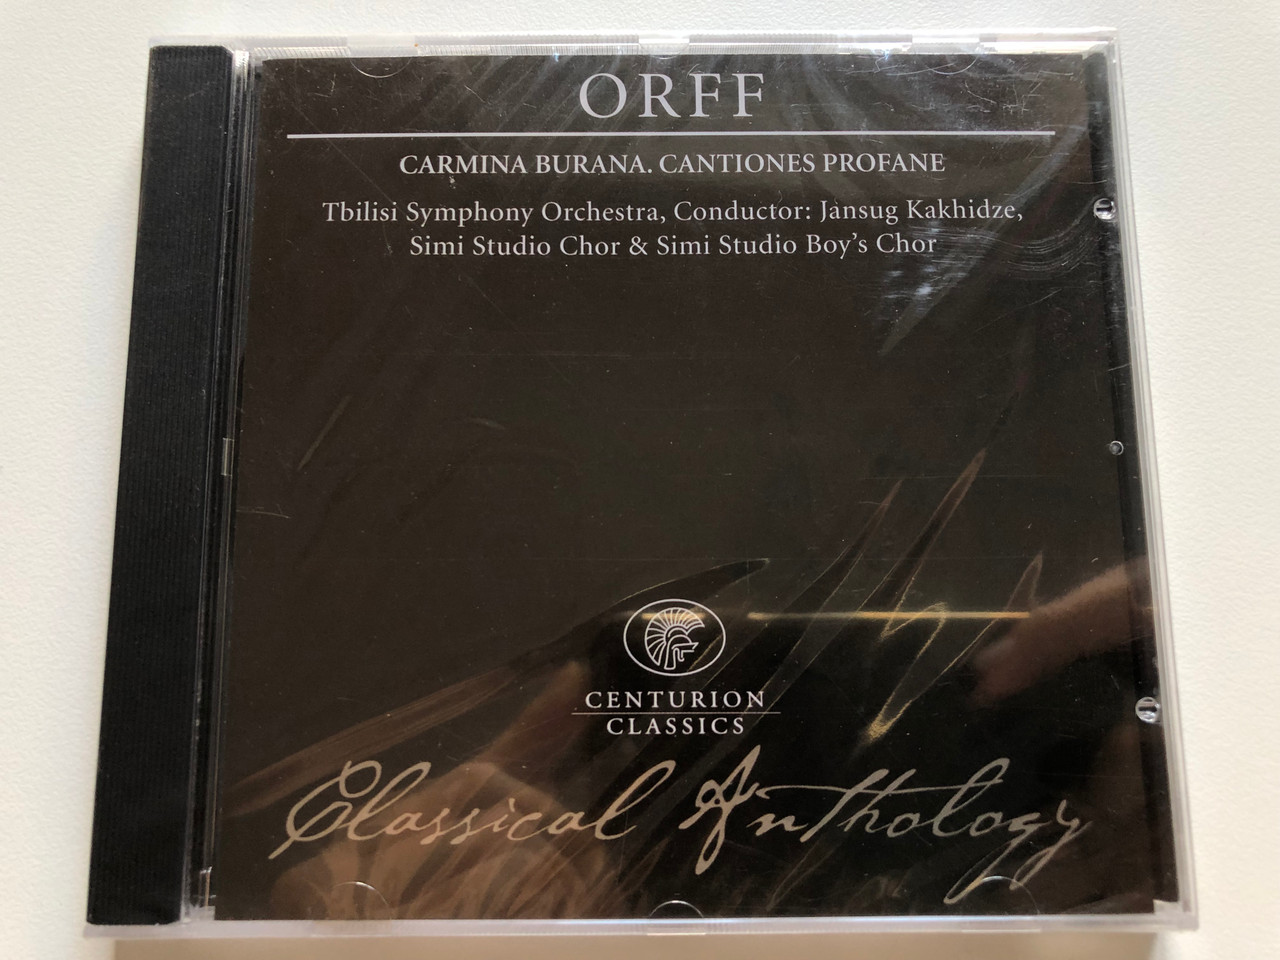 ORFF
CARMINA BURANA. CANTIONES PROFANE
Tbilisi Symphony Orchestra, Conductor: Jansug Kakhidze,
Simi Studio Chor & Simi Studio Boy's Chor
CENTURION
CLASSICS
Classical Anthology